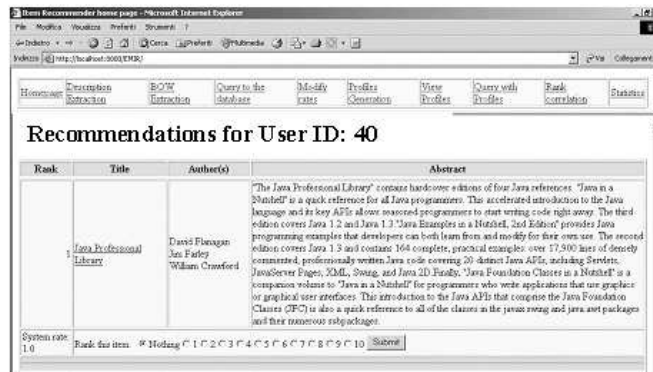 Item Recommender home page - Microsoft Internet Explorer
File Modifica Visualizza Preferiti Strumenti ?
Indietro Cerca Preferiti Multimedia
Indirizzo http://localhost:8080/EMIR/ Vai Collegamenti
Homepage Description Extraction BOW Extraction Query to the database Modify rates Profiles Generation View Profiles Query with Profiles Rank correlation Statistics
Recommendations for User ID: 40
Rank Title Author(s) Abstract
1 Java Professional Library
David Flanagan
Jim Farley
William Crawford
"The Java Professional Library" contains hardcover editions of four Java references. "Java in a
Nutshell" is a quick reference for all Java programmers. This accelerated introduction to the Java
language and its key APIs allows seasoned programmers to start writing code right away. The third
edition covers Java 1.2 and Java 1.3 "Java Examples in a Nutshell, 2nd Edition" provides Java
programming examples that developers can both learn from and modify for their own use. The second
edition covers Java 1.3 and contains 164 complete, practical examples: over 17,900 lines of densely
commented, professionally written Java code covering 20 distinct Java APIs, including Servlets,
JavaServer Pages, XML, Swing, and Java 2D. Finally, "Java Foundation Classes in a Nutshell" is a
companion volume to "Java in a Nutshell" for programmers who write applications that use graphics
or graphical user interfaces. This introduction to the Java APIs that comprise the Java Foundation
Classes (JFC) is also a quick reference to all of the classes in the javax swing and java awt packages
and their numerous subpackages.
System rate: 1.0
Rank this item Nothing 1 2 3 4 5 6 7 8 9 10 Submit